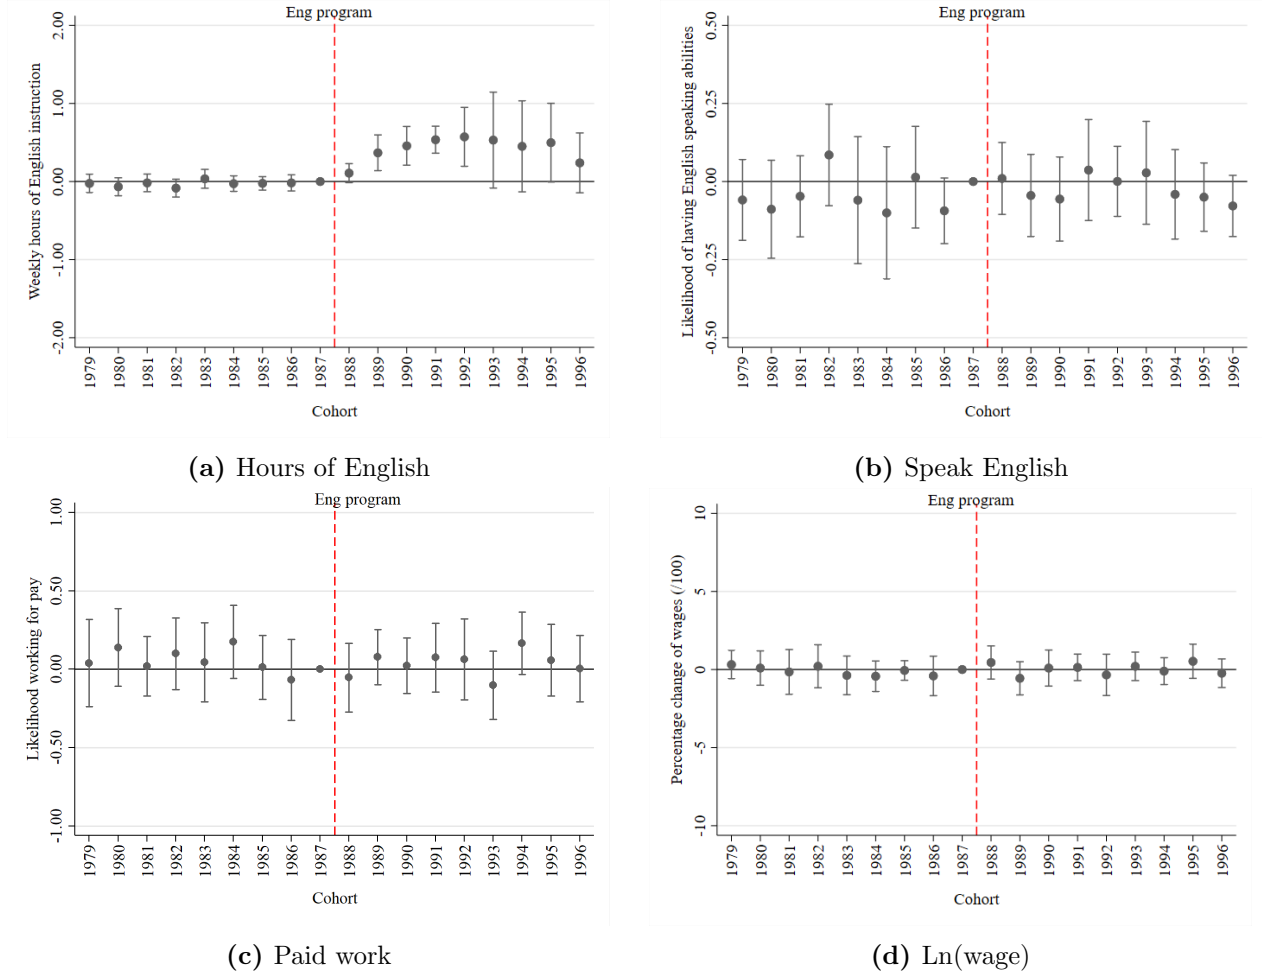 Eng program
Weekly hours of English instruction
2.00
1.00
0.00
-1.00
-2.00
1979 1980 1981 1982 1983 1984 1985 1986 1987 1988 1989 1990 1991 1992 1993 1994 1995 1996
Cohort
(a) Hours of English
Eng program
Likelihood of having English speaking abilities
0.50
0.25
0.00
-0.25
-0.50
1979 1980 1981 1982 1983 1984 1985 1986 1987 1988 1989 1990 1991 1992 1993 1994 1995 1996
Cohort
(b) Speak English
Eng program
Likelihood working for pay
1.00
0.50
0.00
-0.50
-1.00
1979 1980 1981 1982 1983 1984 1985 1986 1987 1988 1989 1990 1991 1992 1993 1994 1995 1996
Cohort
(c) Paid work
Eng program
Percentage change of wages (/100)
10
5
0
-5
-10
1979 1980 1981 1982 1983 1984 1985 1986 1987 1988 1989 1990 1991 1992 1993 1994 1995 1996
Cohort
(d) Ln(wage)